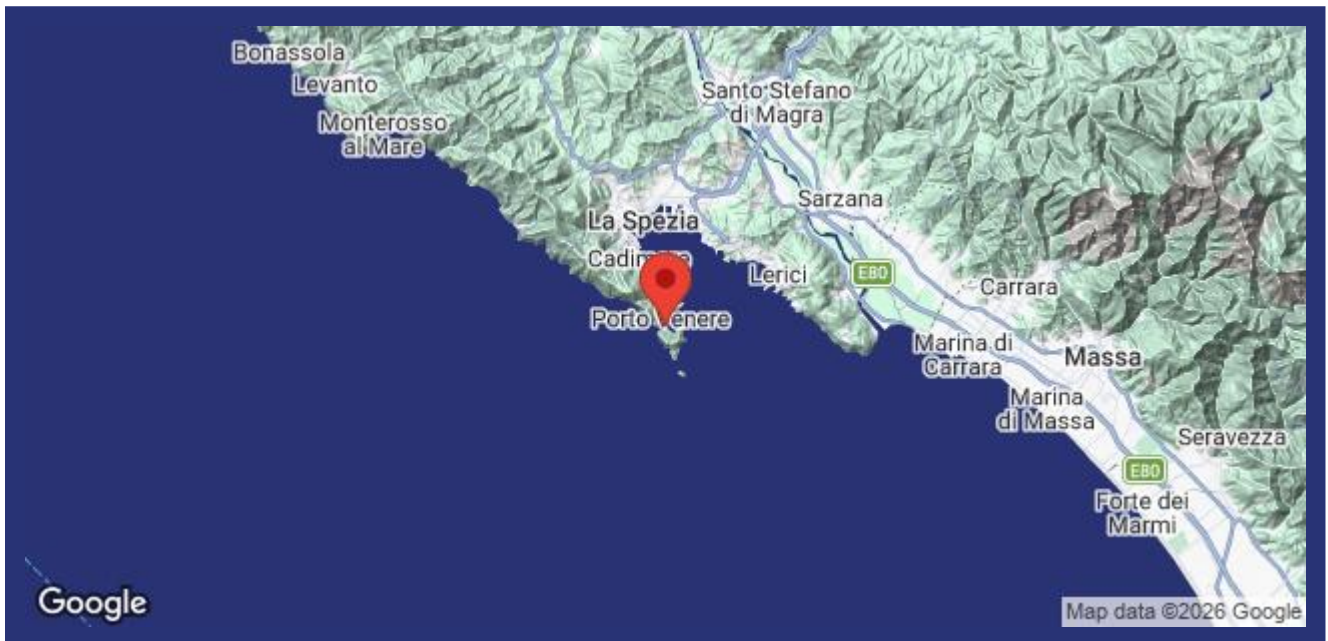 Bonassola
Levanto
Monterosso
al Mare
Santo Stefano
di Magra
Sarzana
La Spezia
Lerici
E80
Carrara
Porto
Marina di
Carrara
Massa
Marina
di Massa
Seravezza
E80
Forte dei
Marmi
Google
Map data ©2026 Google